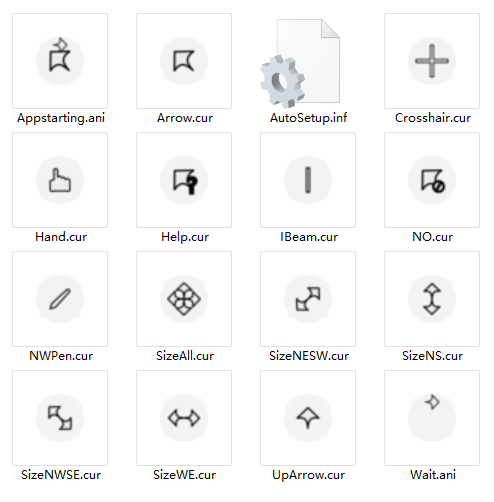 Appstarting.ani
Arrow.cur
AutoSetup.inf
Crosshair.cur
Hand.cur
Help.cur
IBeam.cur
NO.cur
NWPen.cur
SizeAll.cur
SizeNESW.cur
SizeNS.cur
SizeNWSE.cur
SizeWE.cur
UpArrow.cur
Wait.ani